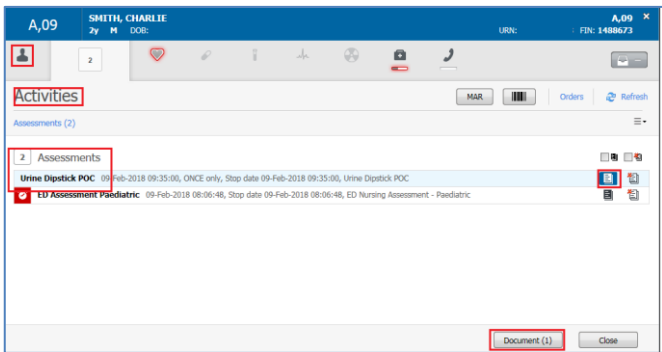 A,09 SMITH, CHARLIE A,09 ×
2y M DOB: URN: FIN: 1488673
2
Activities MAR Orders Refresh
Assessments (2)
2 Assessments
Urine Dipstick POC 09-Feb-2018 09:35:00, ONCE only, Stop date 09-Feb-2018 09:35:00, Urine Dipstick POC
ED Assessment Paediatric 09-Feb-2018 08:06:48, Stop date 09-Feb-2018 08:06:48, ED Nursing Assessment - Paediatric
Document (1) Close